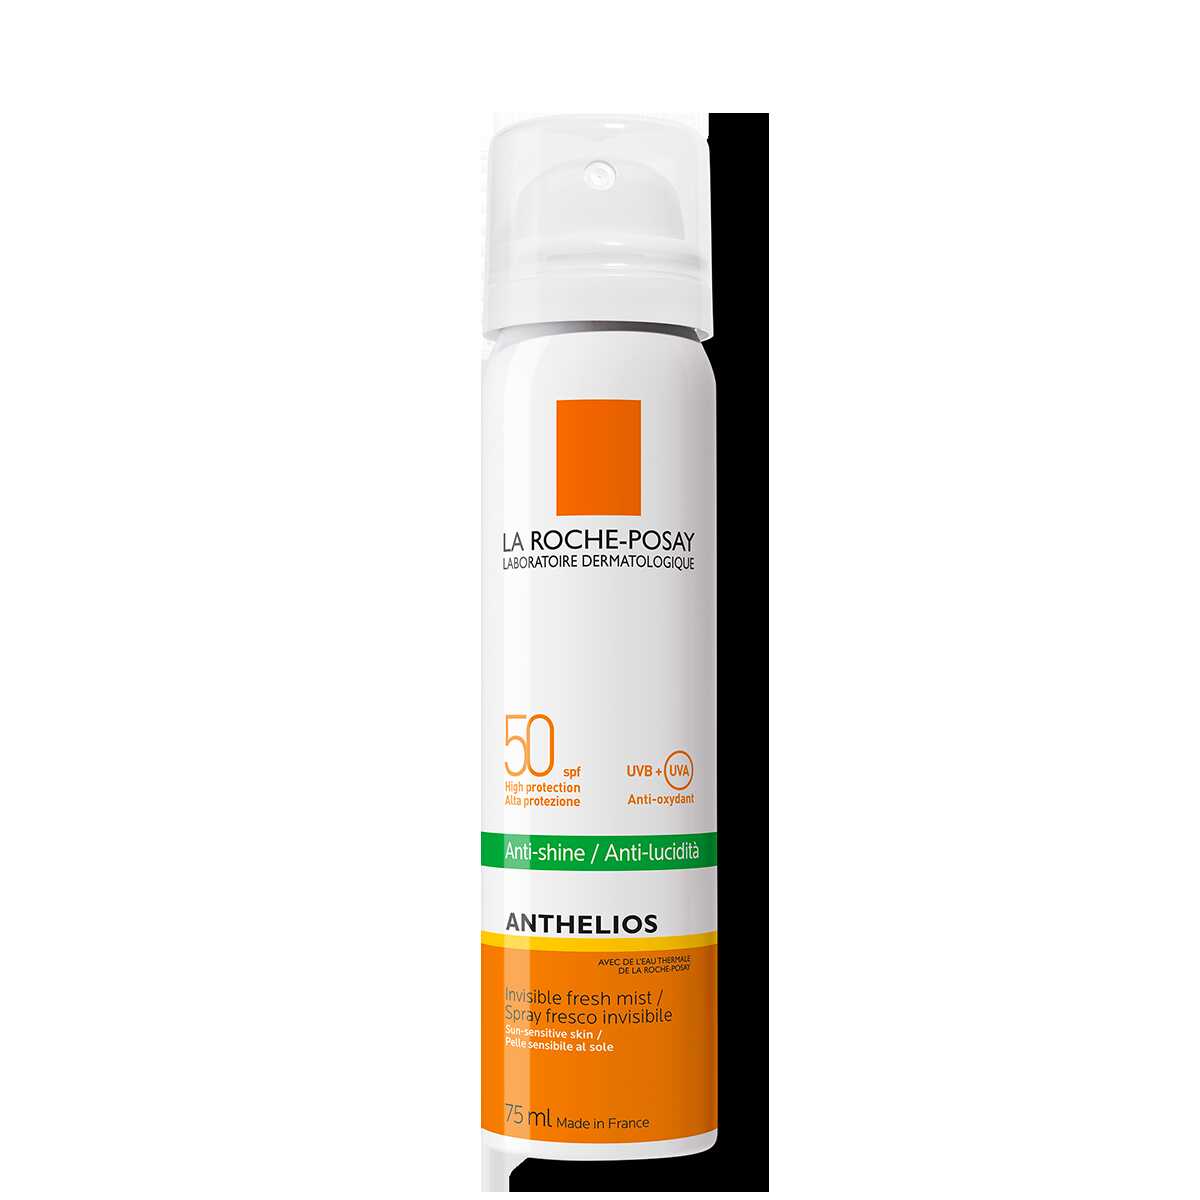 LA ROCHE-POSAY
LABORATOIRE DERMATOLOGIQUE
50 spf
High protection
Alta protezione
UVB + UVA
Anti-oxydant
Anti-shine / Anti-lucidità
ANTHELIOS
AVEC DE L'EAU THERMALE
DE LA ROCHE-POSAY
Invisible fresh mist /
Spray fresco invisibile
Sun-sensitive skin /
Pelle sensibile al sole
75 ml Made in France